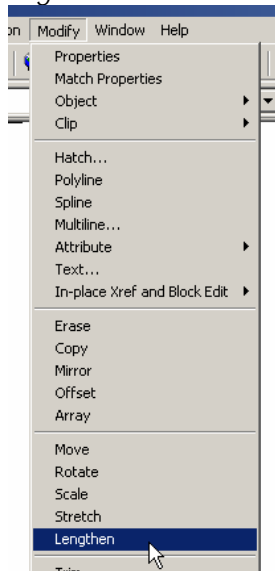 Modify Window Help
Properties
Match Properties
Object
Clip
Hatch...
Polyline
Spline
Multiline...
Attribute
Text...
In-place Xref and Block Edit
Erase
Copy
Mirror
Offset
Array
Move
Rotate
Scale
Stretch
Lengthen